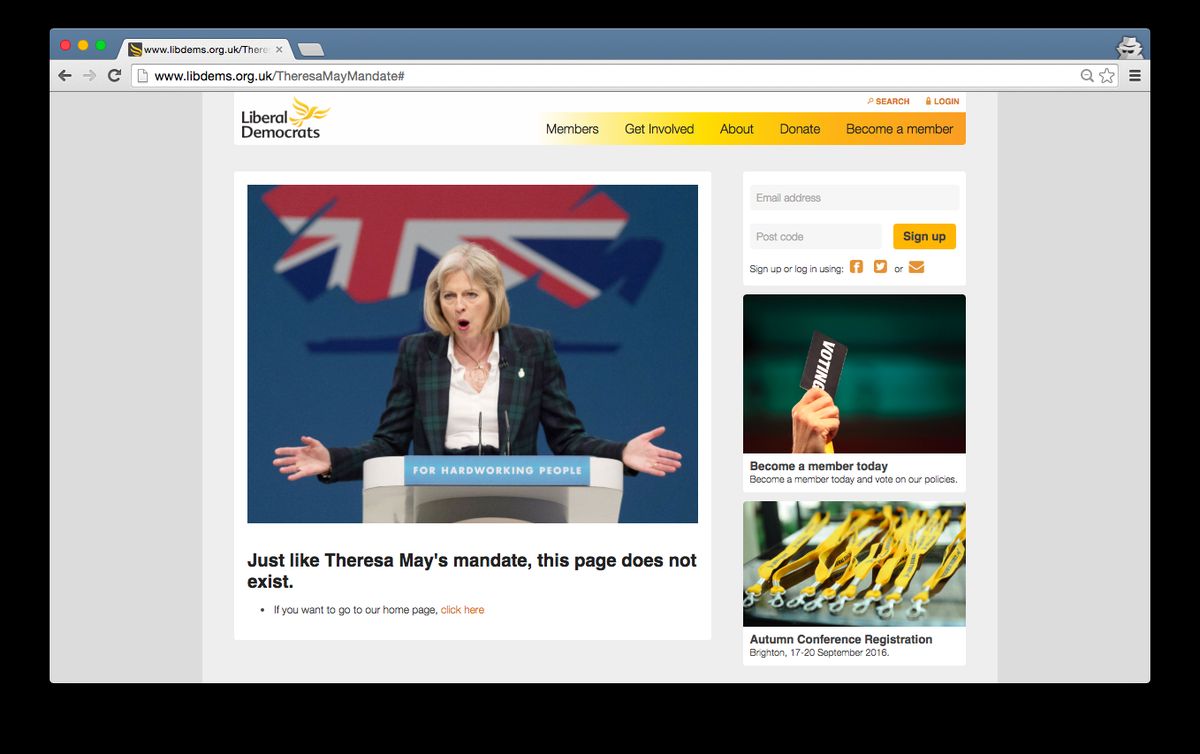 www.libdems.org.uk/There
www.libdems.org.uk/TheresaMayMandate#
SEARCH LOGIN
Liberal
Democrats
Members Get Involved About Donate Become a member
FOR HARDWORKING PEOPLE
Just like Theresa May's mandate, this page does not
exist.
If you want to go to our home page, click here
Email address
Post code Sign up
Sign up or log in using: or
VOTING
Become a member today
Become a member today and vote on our policies.
Autumn Conference Registration
Brighton, 17-20 September 2016.